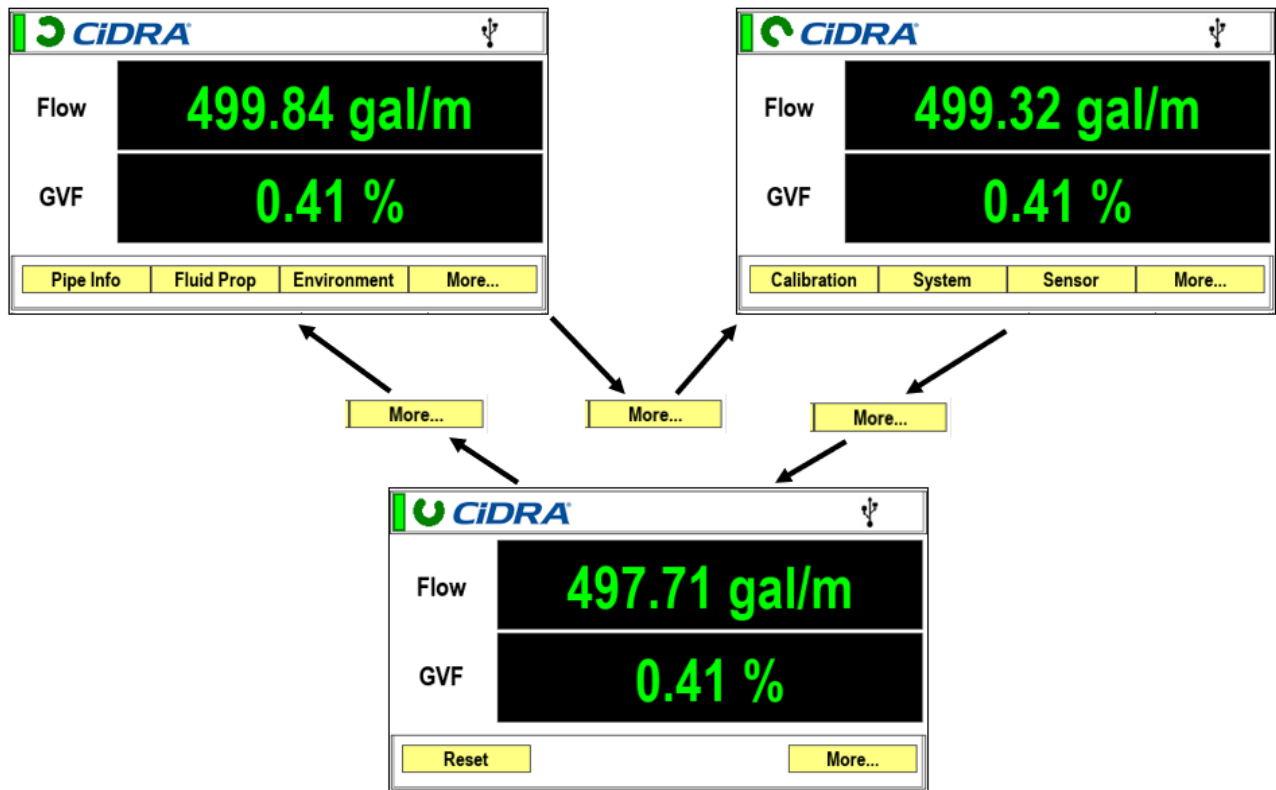 CiDRA
Flow 499.84 gal/m
GVF 0.41 %
Pipe Info Fluid Prop Environment More...
CiDRA
Flow 499.32 gal/m
GVF 0.41 %
Calibration System Sensor More...
More... More... More...
CiDRA
Flow 497.71 gal/m
GVF 0.41 %
Reset More...